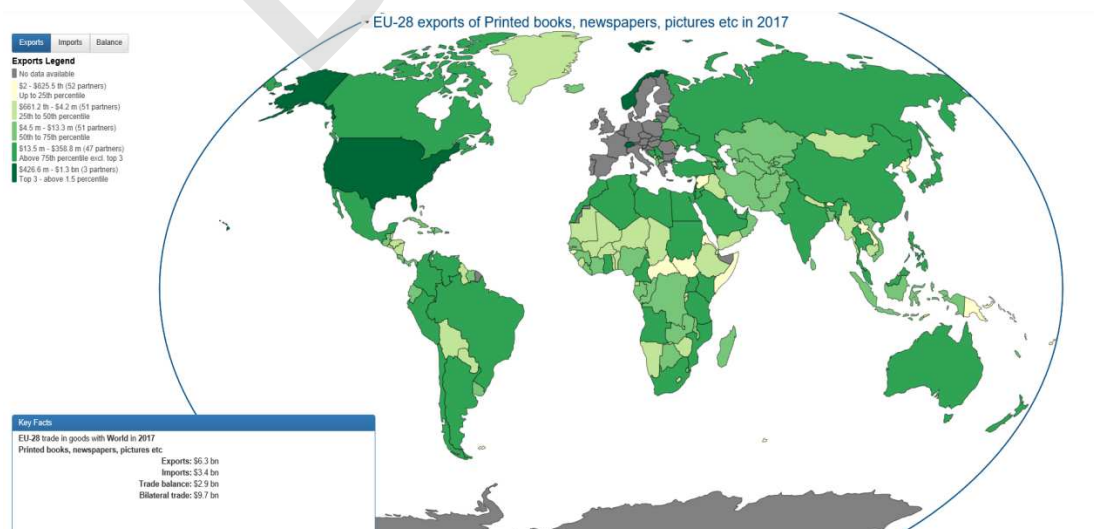 EU-28 exports of Printed books, newspapers, pictures etc in 2017
Exports Imports Balance
Exports Legend
No data available
$2 - $625.5 th (52 partners)
Up to 25th percentile
$661.2 th - $4.2 m (51 partners)
25th to 50th percentile
$4.5 m - $13.3 m (51 partners)
50th to 75th percentile
$13.5 m - $358.8 m (47 partners)
Above 75th percentile excl. top 3
$426.6 m - $1.3 bn (3 partners)
Top 3 - above 1.5 percentile
Key Facts
EU-28 trade in goods with World in 2017
Printed books, newspapers, pictures etc
Exports: $6.3 bn
Imports: $3.4 bn
Trade balance: $2.9 bn
Bilateral trade: $9.7 bn